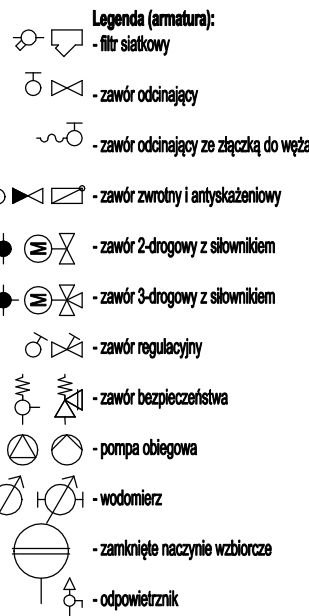 Legenda (armatura):
- filtr siatkowy
- zawór odcinający
- zawór odcinający ze złączką do węża
- zawór zwrotny i antyskażeniowy
M - zawór 2-drogowy z siłownikiem
M - zawór 3-drogowy z siłownikiem
- zawór regulacyjny
- zawór bezpieczeństwa
- pompa obiegowa
- wodomierz
- zamknięte naczynie wzbiorcze
- odpowietrznik